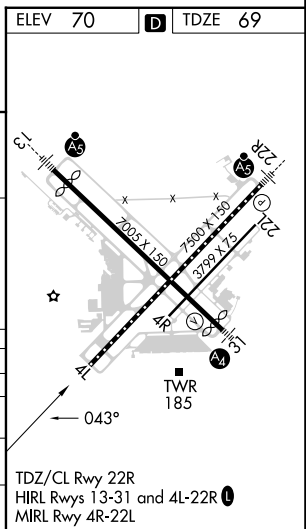 ELEV 70
D
TDZE 69
13
A5
A5
22R
P
7005 X 150
7500 X 150
3799 X 75
22L
4R
V
31
4L
A4
TWR
185
043°
TDZ/CL Rwy 22R
HIRL Rwys 13-31 and 4L-22R L
MIRL Rwy 4R-22L